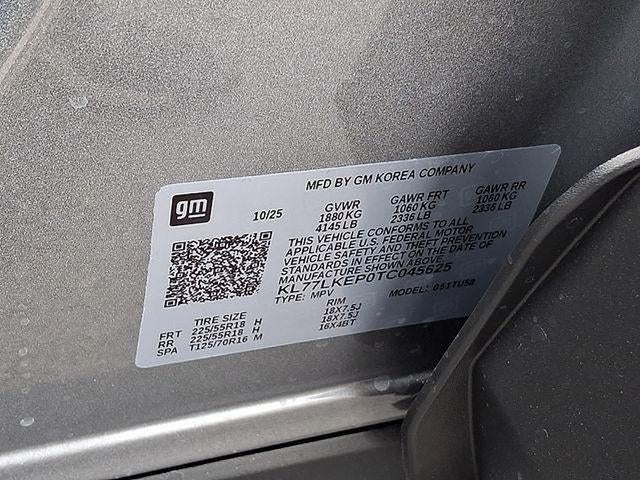 MFD BY GM KOREA COMPANY
gm
10/25
GVWR GAWR FRT GAWR RR
1880 KG 1060 KG 1060 KG
4145 LB 2336 LB 2336 LB
THIS VEHICLE CONFORMS TO ALL
APPLICABLE U.S. FEDERAL MOTOR
VEHICLE SAFETY AND THEFT PREVENTION
STANDARDS IN EFFECT ON THE DATE OF
MANUFACTURE SHOWN ABOVE.
KL77LKEP0TC045625
TYPE: MPV MODEL: 051TU58
TIRE SIZE RIM
FRT 225/55R18 H 18X7.5J
RR 225/55R18 H 18X7.5J
SPA T125/70R16 M 16X4BT